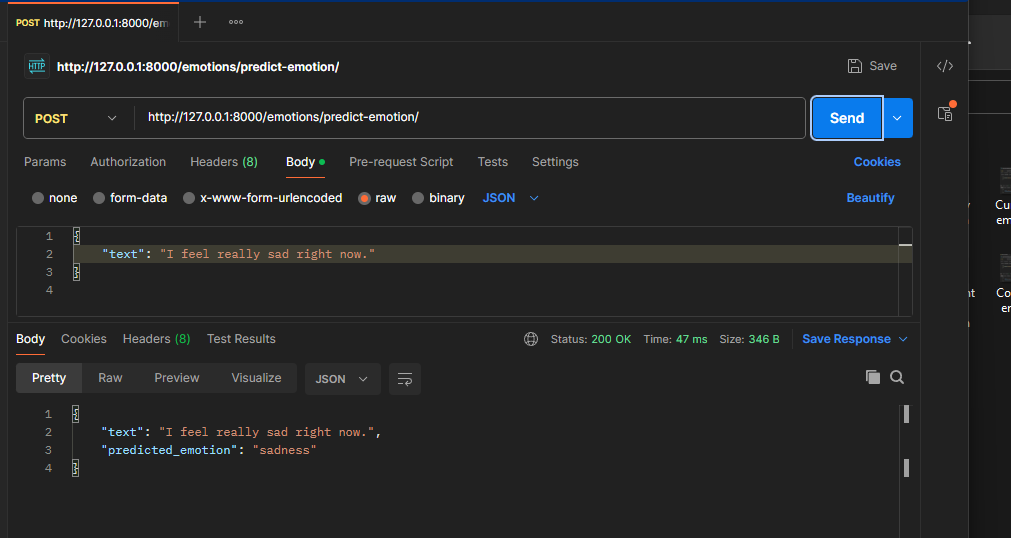 POST http://127.0.0.1:8000/em
HTTP http://127.0.0.1:8000/emotions/predict-emotion/
Save
POST
http://127.0.0.1:8000/emotions/predict-emotion/
Send
Params Authorization Headers (8) Body Pre-request Script Tests Settings Cookies
none form-data x-www-form-urlencoded raw binary JSON Beautify
1 {
2 "text": "I feel really sad right now."
3 }
4
Body Cookies Headers (8) Test Results Status: 200 OK Time: 47 ms Size: 346 B Save Response
Pretty Raw Preview Visualize JSON
1 {
2 "text": "I feel really sad right now.",
3 "predicted_emotion": "sadness"
4 }
Cu
em
nt
Co
er